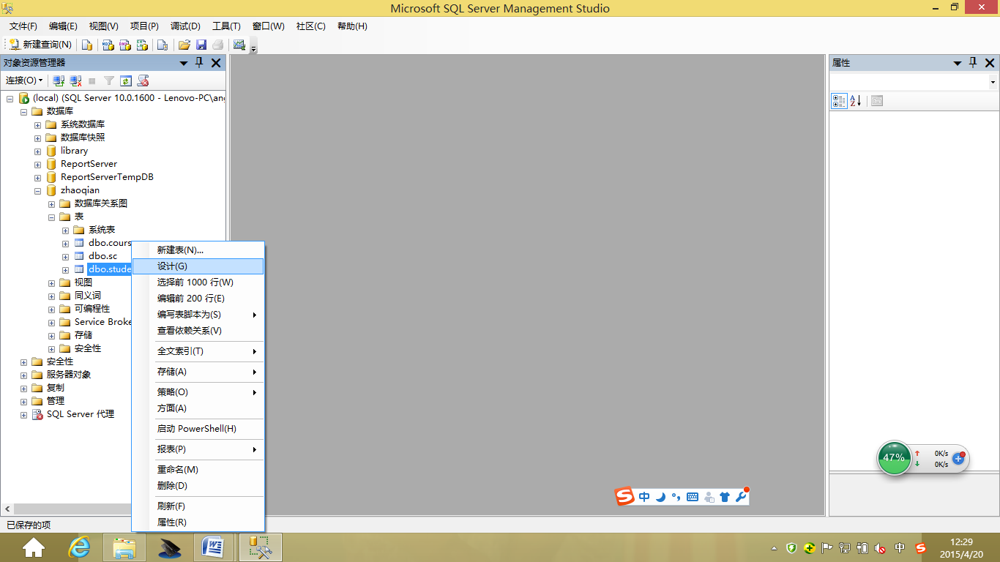 Microsoft SQL Server Management Studio
文件(F) 编辑(E) 视图(V) 项目(P) 调试(D) 工具(T) 窗口(W) 社区(C) 帮助(H)
新建查询(N)
对象资源管理器
连接(O)
(local) (SQL Server 10.0.1600 - Lenovo-PC\an
数据库
系统数据库
数据库快照
library
ReportServer
ReportServerTempDB
zhaoqian
数据库关系图
表
系统表
dbo.cours
dbo.sc
dbo.stude
视图
同义词
可编程性
Service Broke
存储
安全性
安全性
服务器对象
复制
管理
SQL Server 代理
新建表(N)...
设计(G)
选择前 1000 行(W)
编辑前 200 行(E)
编写表脚本为(S)
查看依赖关系(V)
全文索引(T)
存储(A)
策略(O)
方面(A)
启动 PowerShell(H)
报表(P)
重命名(M)
删除(D)
刷新(F)
属性(R)
属性
47%
0K/s
0K/s
中
已保存的项
中
12:29
2015/4/20